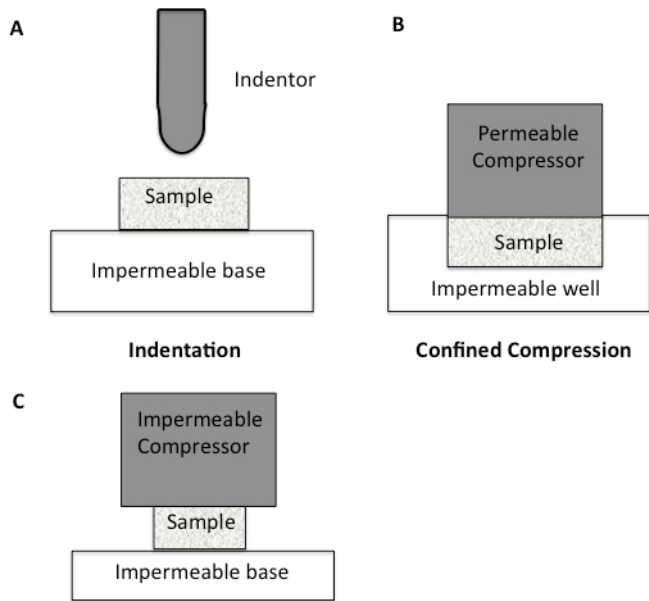 A
Indentor
Sample
Impermeable base
Indentation
B
Permeable
Compressor
Sample
Impermeable well
Confined Compression
C
Impermeable
Compressor
Sample
Impermeable base